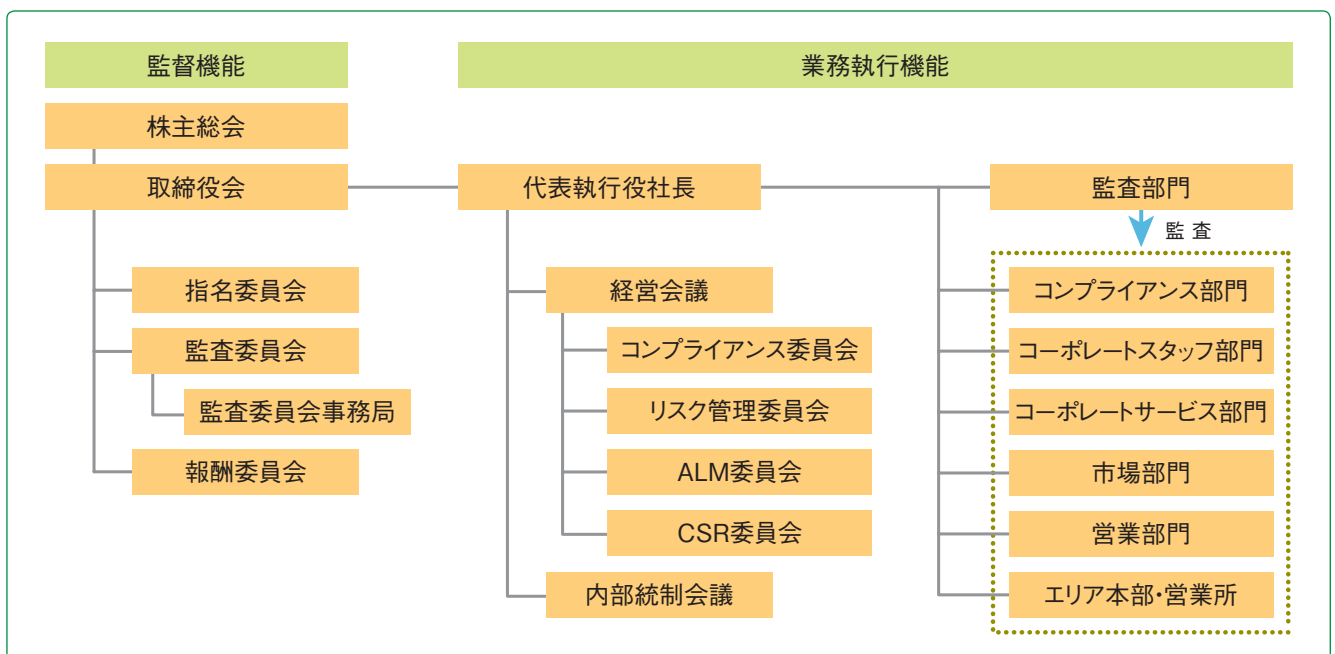 監督機能
業務執行機能
株主総会
取締役会
代表執行役社長
監査部門
監 査
指名委員会
経営会議
コンプライアンス部門
監査委員会
コンプライアンス委員会
コーポレートスタッフ部門
監査委員会事務局
リスク管理委員会
コーポレートサービス部門
報酬委員会
ALM委員会
市場部門
CSR委員会
営業部門
内部統制会議
エリア本部・営業所